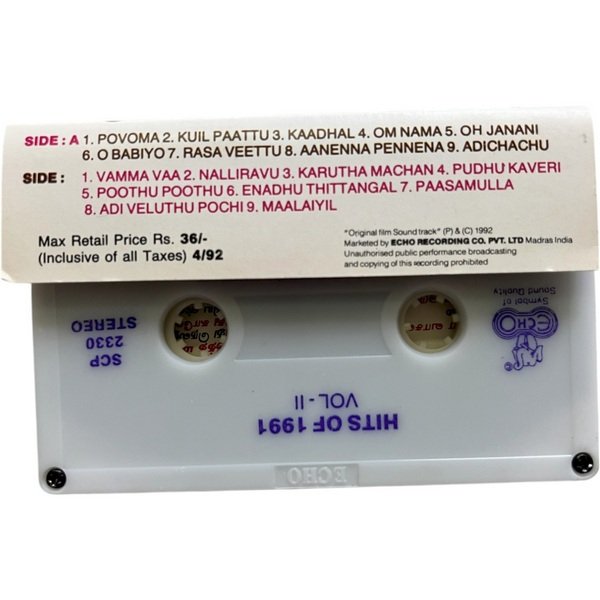 SIDE : A 1. POVOMA 2. KUIL PAATTU 3. KAADHAL 4. OM NAMA 5. OH JANANI
6. O BABIYO 7. RASA VEETTU 8. AANENNA PENNENA 9. ADICHACHU
SIDE : 1. VAMMA VAA 2. NALLIRAVU 3. KARUTHA MACHAN 4. PUDHU KAVERI
5. POOTHU POOTHU 6. ENADHU THITTANGAL 7. PAASAMULLA
8. ADI VELUTHU POCHI 9. MAALAIYIL
Max Retail Price Rs. 36/-
(Inclusive of all Taxes) 4/92
"Original film Sound track" (P) & (C) 1992
Marketed by ECHO RECORDING CO. PVT. LTD Madras India
Unauthorised public performance broadcasting
and copying of this recording prohibited
SCP
2330
STEREO
ECHO
Symbol of
Sound Quality
HITS OF 1991
VOL - II
ECHO